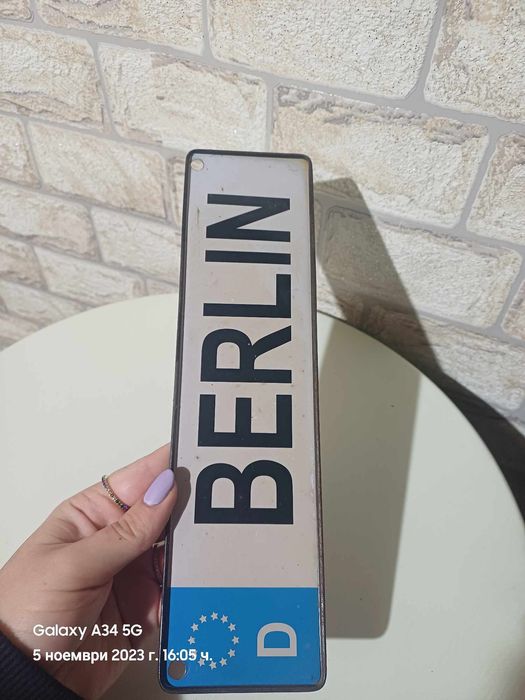 BERLIN
D
Galaxy A34 5G
5 ноември 2023 г. 16:05 ч.